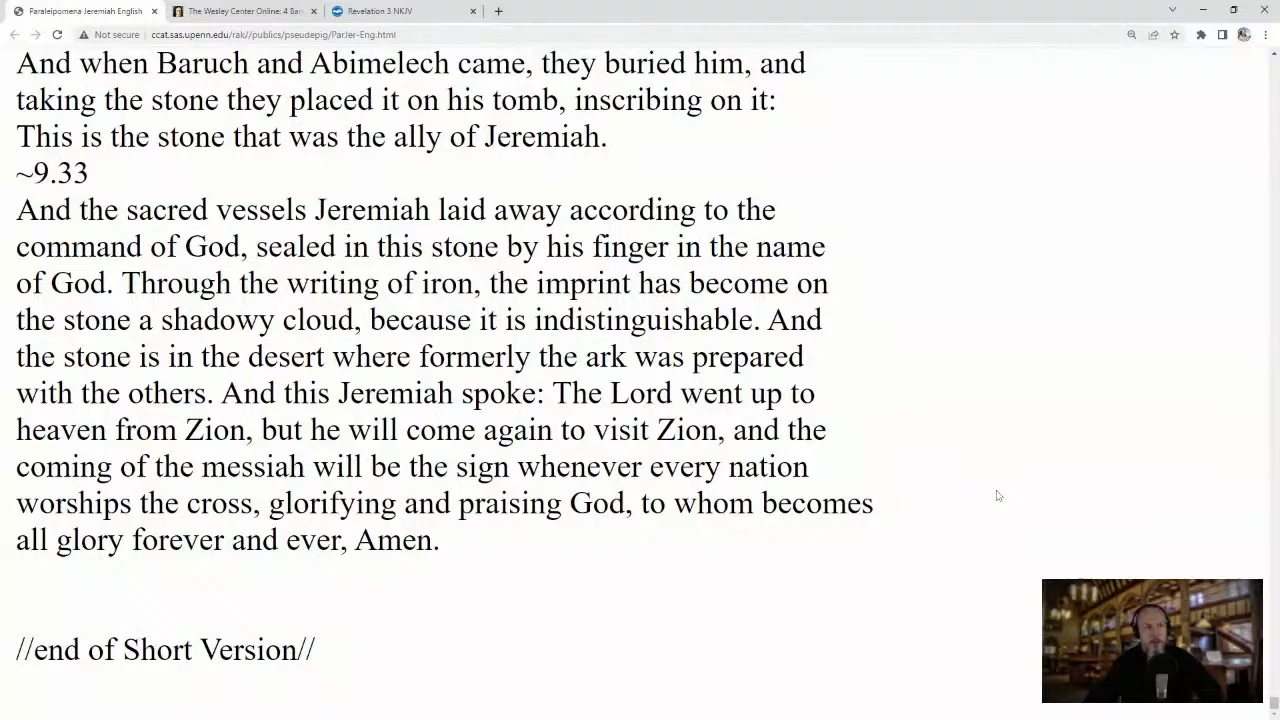 Paraleipomena Jeremiah English
The Wesley Center Online: 4 Bar
Revelation 3 NKJV
Not secure
ccat.sas.upenn.edu/rak//publics/pseudepig/ParJer-Eng.html
And when Baruch and Abimelech came, they buried him, and
taking the stone they placed it on his tomb, inscribing on it:
This is the stone that was the ally of Jeremiah.
~9.33
And the sacred vessels Jeremiah laid away according to the
command of God, sealed in this stone by his finger in the name
of God. Through the writing of iron, the imprint has become on
the stone a shadowy cloud, because it is indistinguishable. And
the stone is in the desert where formerly the ark was prepared
with the others. And this Jeremiah spoke: The Lord went up to
heaven from Zion, but he will come again to visit Zion, and the
coming of the messiah will be the sign whenever every nation
worships the cross, glorifying and praising God, to whom becomes
all glory forever and ever, Amen.
//end of Short Version//